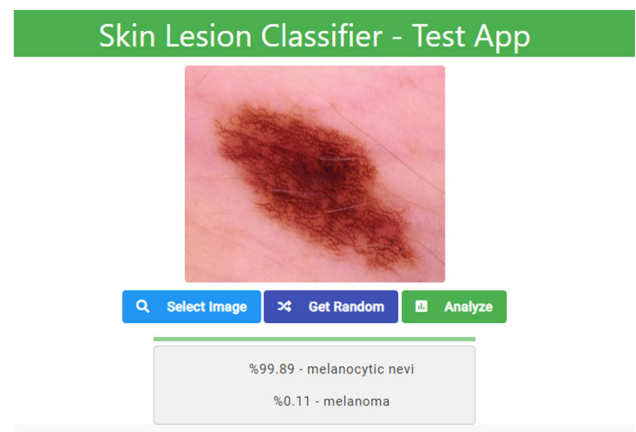 Skin Lesion Classifier - Test App
Select Image
Get Random
Analyze
%99.89 - melanocytic nevi
%0.11 - melanoma